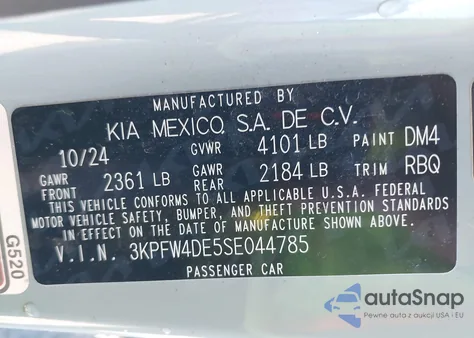 MANUFACTURED BY
KIA MEXICO, S.A. DE C.V.
10/24 GVWR 4101 LB PAINT DM4
GAWR FRONT 2361 LB GAWR REAR 2184 LB TRIM RBQ
THIS VEHICLE CONFORMS TO ALL APPLICABLE U.S.A. FEDERAL
MOTOR VEHICLE SAFETY, BUMPER, AND THEFT PREVENTION STANDARDS
IN EFFECT ON THE DATE OF MANUFACTURE SHOWN ABOVE.
V.I.N. 3KPFW4DE5SE044785
PASSENGER CAR
G520
autoSnap
Pewne auta z aukcji USA i EU